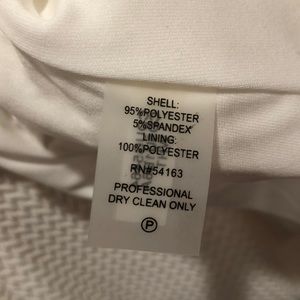 SHELL:
95%POLYESTER
5%SPANDEX
LINING:
100%POLYESTER
RN#54163
PROFESSIONAL
DRY CLEAN ONLY
P